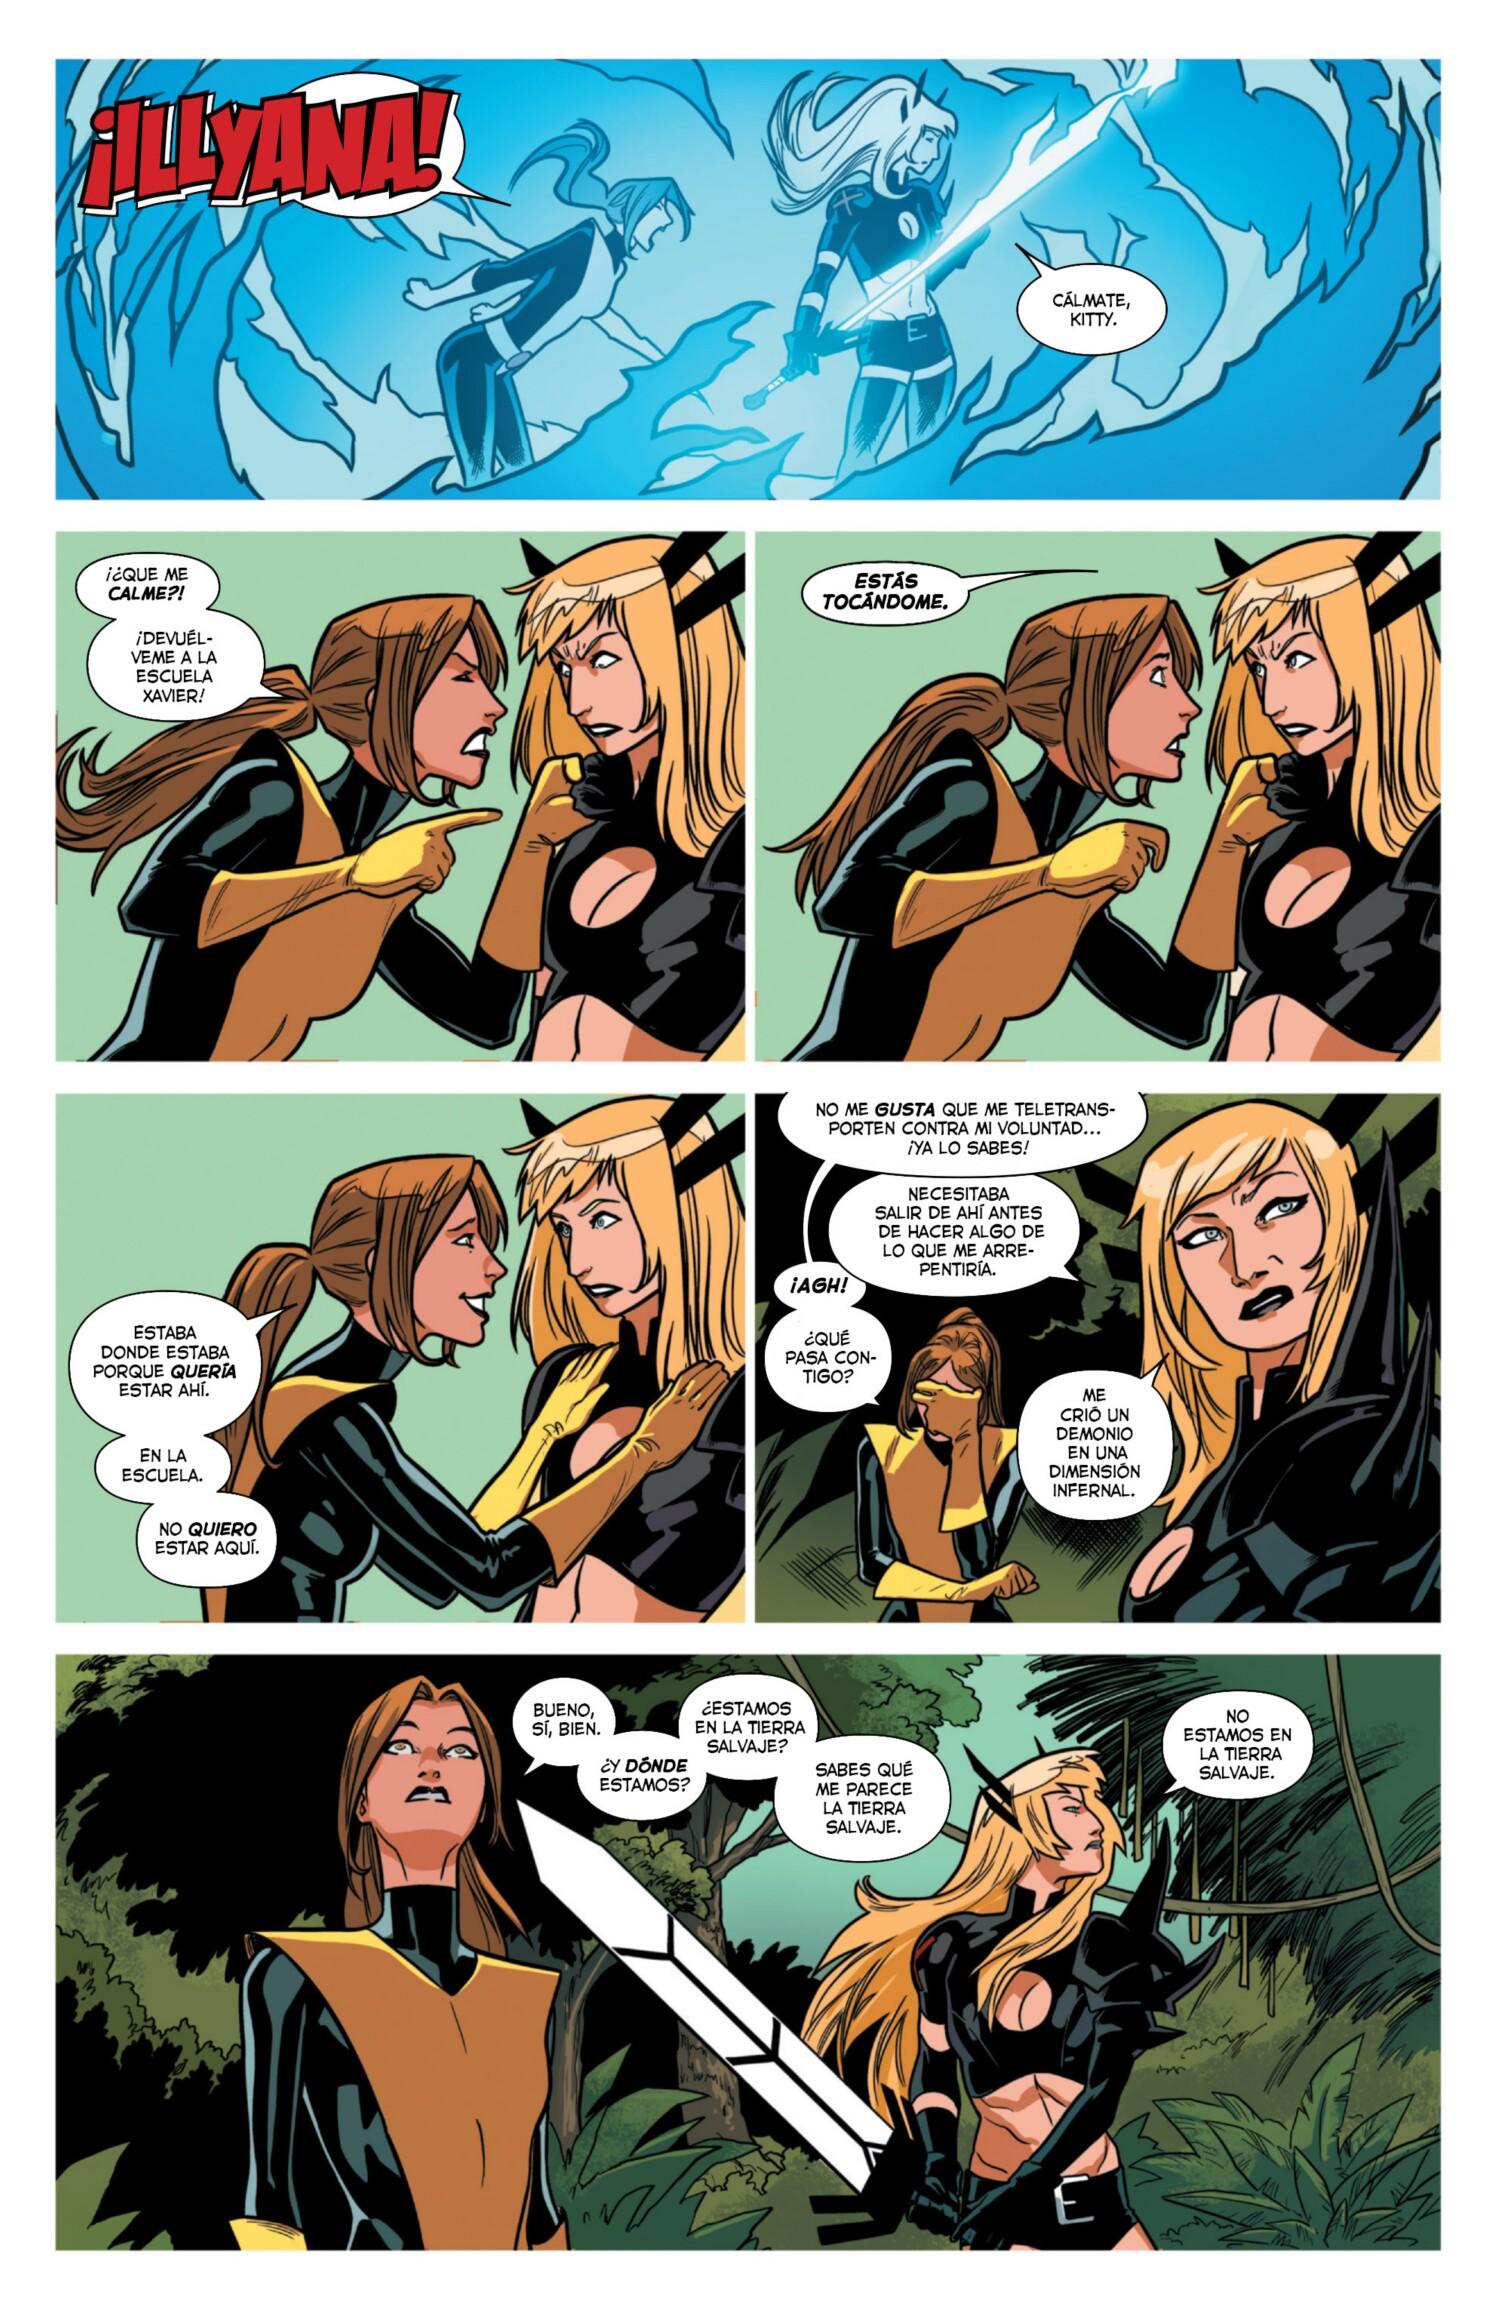 ¡ILLYANA!
CÁLMATE,
KITTY.
¡¿QUE ME
CALME?!
¡DEVUÉL-
VEME A LA
ESCUELA
XAVIER!
ESTÁS
TOCÁNDOME.
ESTABA
DONDE ESTABA
PORQUE QUERÍA
ESTAR AHÍ.
EN LA
ESCUELA.
NO QUIERO
ESTAR AQUÍ.
NO ME GUSTA QUE ME TELETRANS-
PORTEN CONTRA MI VOLUNTAD...
¡YA LO SABES!
NECESITABA
SALIR DE AHÍ ANTES
DE HACER ALGO DE
LO QUE ME ARRE-
PENTIRÍA.
¡AGH!
¿QUÉ
PASA CON-
TIGO?
ME
CRIÓ UN
DEMONIO
EN UNA
DIMENSIÓN
INFERNAL.
BUENO,
SÍ, BIEN.
¿Y DÓNDE
ESTAMOS?
¿ESTAMOS
EN LA TIERRA
SALVAJE?
SABES QUÉ
ME PARECE
LA TIERRA
SALVAJE.
NO
ESTAMOS EN
LA TIERRA
SALVAJE.